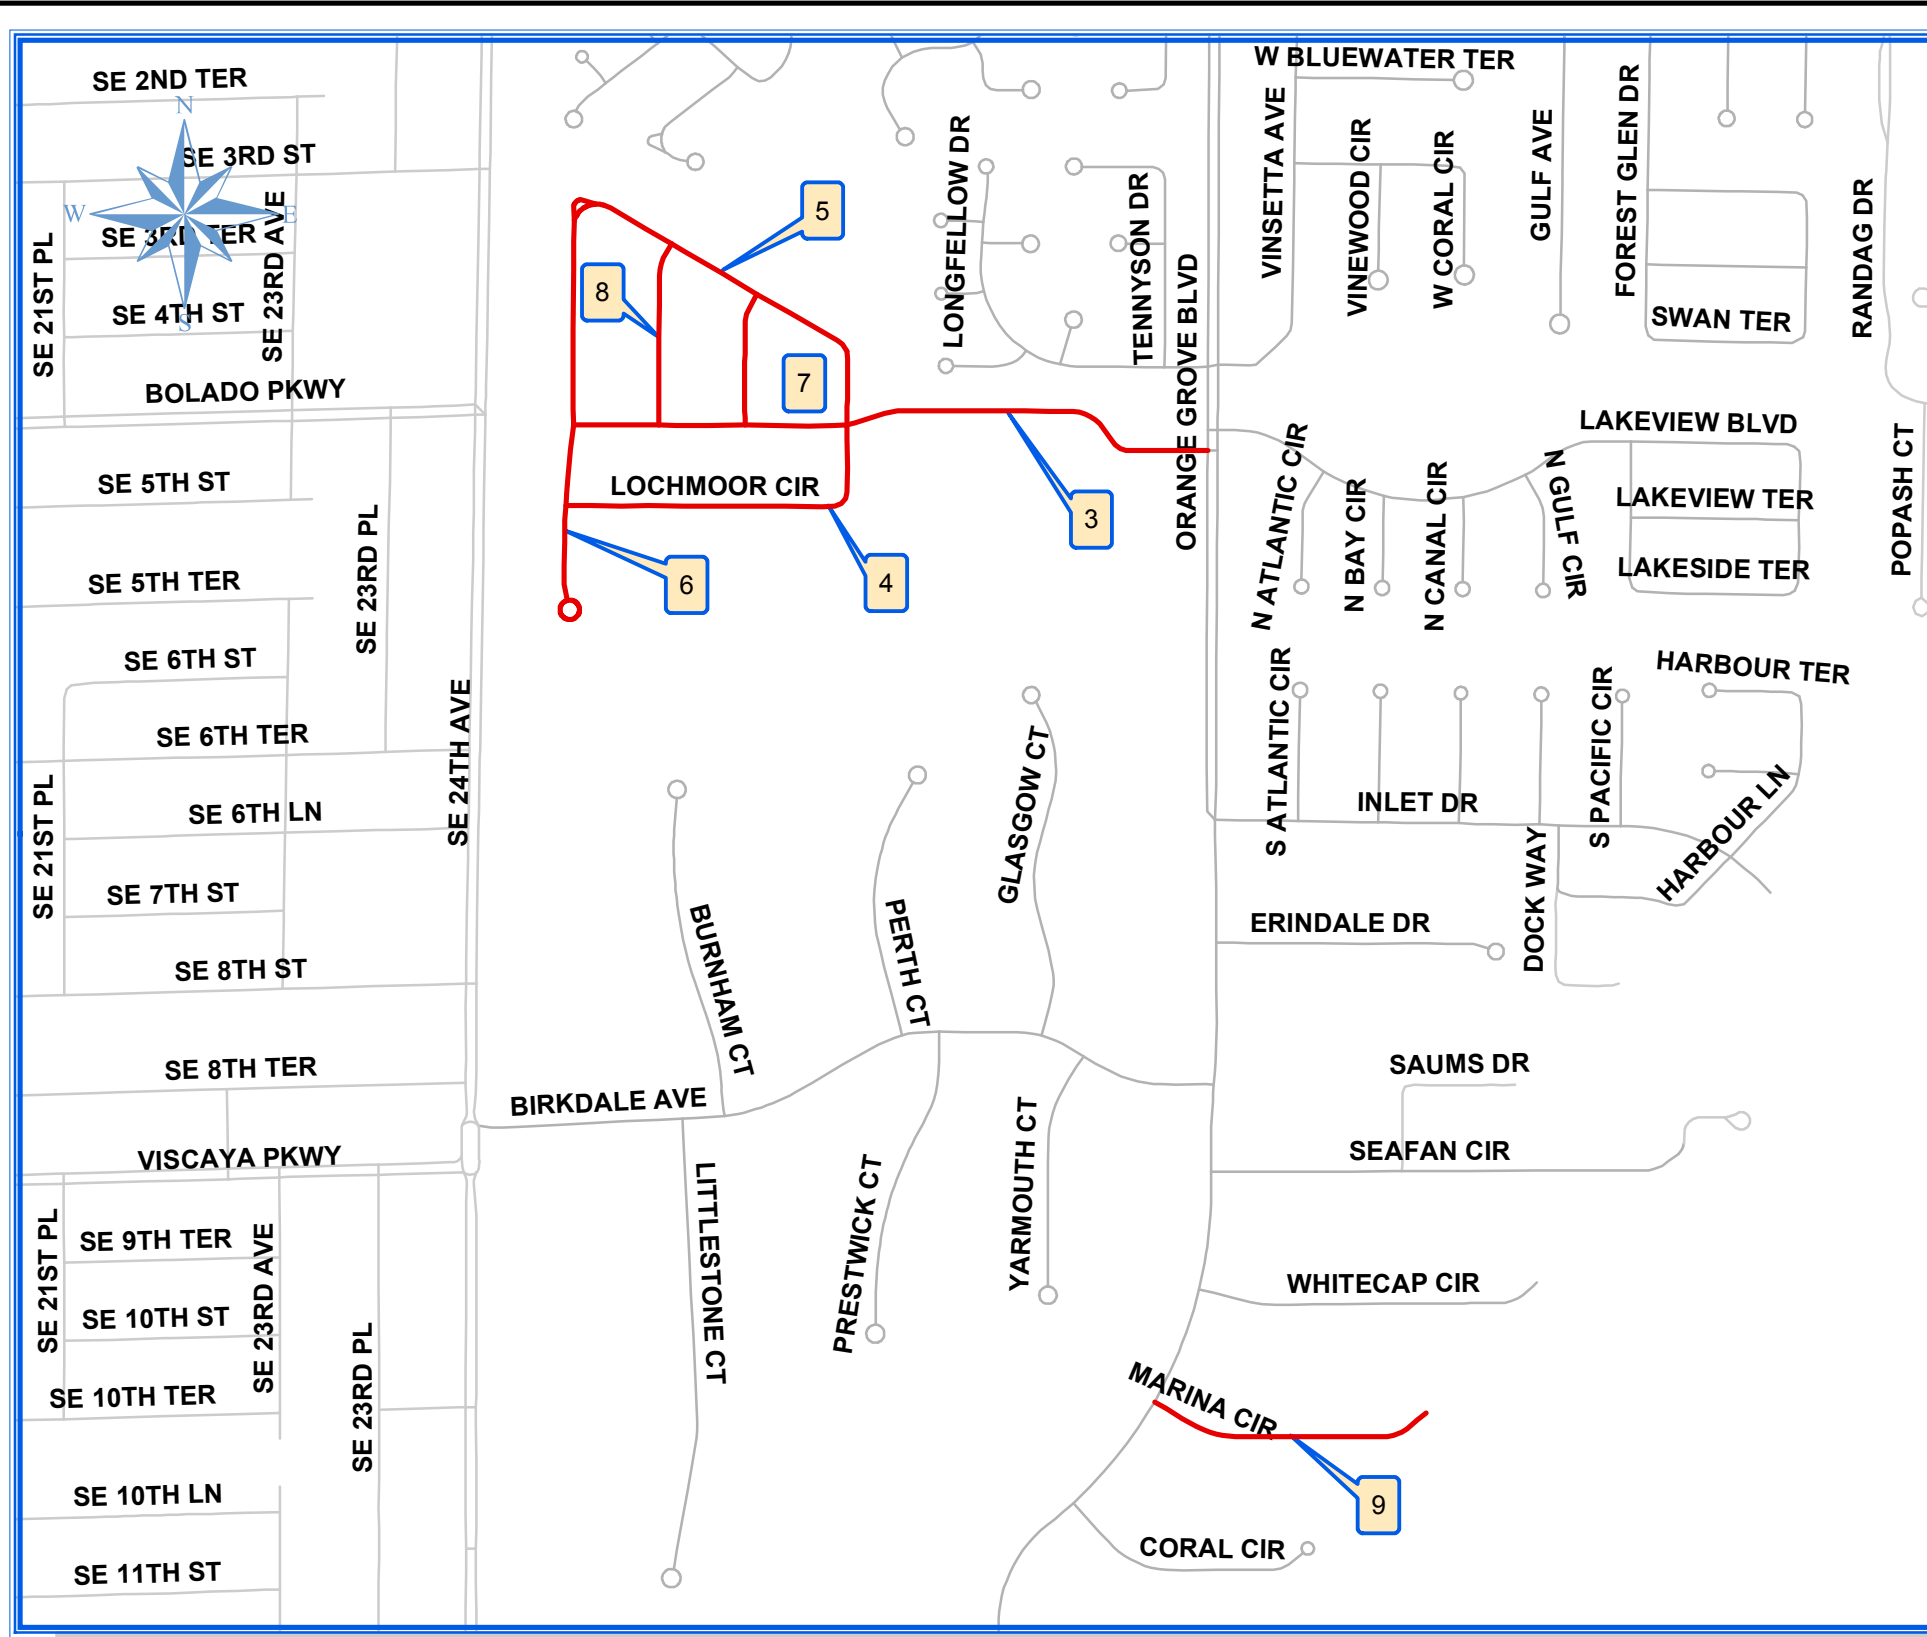 SE 2ND TER
W BLUEWATER TER
N
SE 3RD ST
W
E
SE 3RD TER
SE 23RD AVE
SE 21ST PL
SE 4TH ST
S
BOLADO PKWY
5
8
7
LONGFELLOW DR
TENNYSON DR
ORANGE GROVE BLVD
VINSETTA AVE
VINEWOOD CIR
W CORAL CIR
GULF AVE
FOREST GLEN DR
SWAN TER
RANDAG DR
LAKEVIEW BLVD
SE 5TH ST
LOCHMOOR CIR
3
N ATLANTIC CIR
N BAY CIR
N CANAL CIR
N GULF CIR
LAKEVIEW TER
POPASH CT
SE 5TH TER
SE 23RD PL
6
4
LAKESIDE TER
SE 6TH ST
HARBOUR TER
SE 6TH TER
SE 24TH AVE
GLASGOW CT
S ATLANTIC CIR
S PACIFIC CIR
SE 21ST PL
SE 6TH LN
INLET DR
HARBOUR LN
SE 7TH ST
BURNHAM CT
PERTH CT
ERINDALE DR
DOCK WAY
SE 8TH ST
SE 8TH TER
SAUMS DR
BIRKDALE AVE
VISCAYA PKWY
SEAFAN CIR
LITTLESTONE CT
PRESTWICK CT
YARMOUTH CT
SE 21ST PL
SE 9TH TER
SE 23RD AVE
SE 10TH ST
WHITECAP CIR
SE 10TH TER
SE 23RD PL
MARINA CIR
SE 10TH LN
9
CORAL CIR
SE 11TH ST